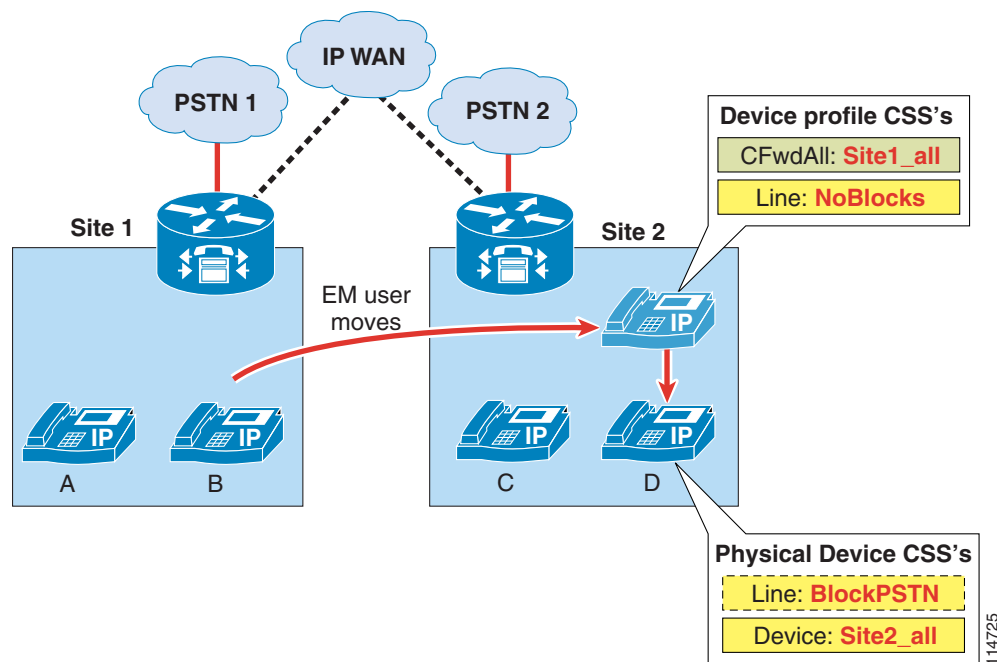 IP WAN
PSTN 1
PSTN 2
Device profile CSS's
CFwdAll: Site1_all
Line: NoBlocks
Site 1
Site 2
EM user
moves
IP
IP
IP
IP
IP
A
B
C
D
Physical Device CSS's
Line: BlockPSTN
Device: Site2_all
114725